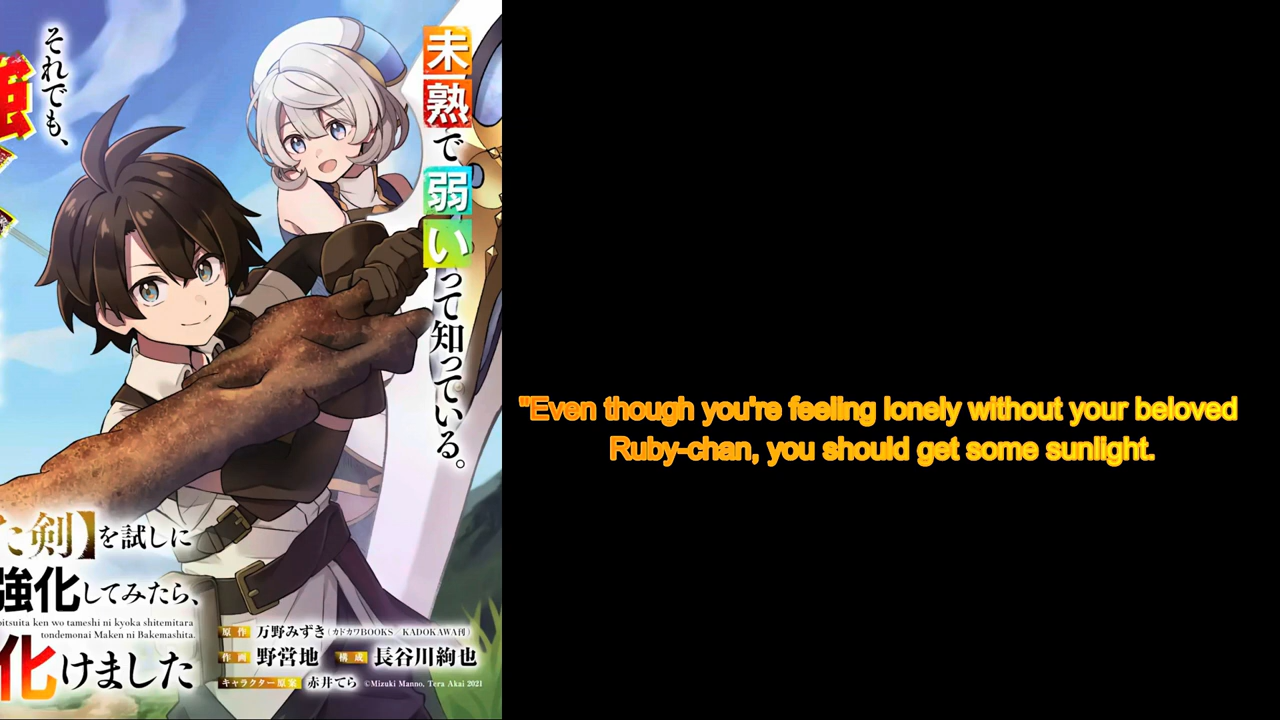 未熟で弱いって知っている。
それでも、
強
た剣】を試しに
強化してみたら、
bitsuita ken wo tameshi ni kyoka shitemitara
tondemonai Maken ni Bakemashita.
化けました
原作 万野みずき(カドカワBOOKS KADOKAWA刊)
作画 野営地 構成 長谷川絢也
キャラクター原案 赤井てら ©Mizuki Manno, Tera Akai 2021
"Even though you're feeling lonely without your beloved
Ruby-chan, you should get some sunlight.